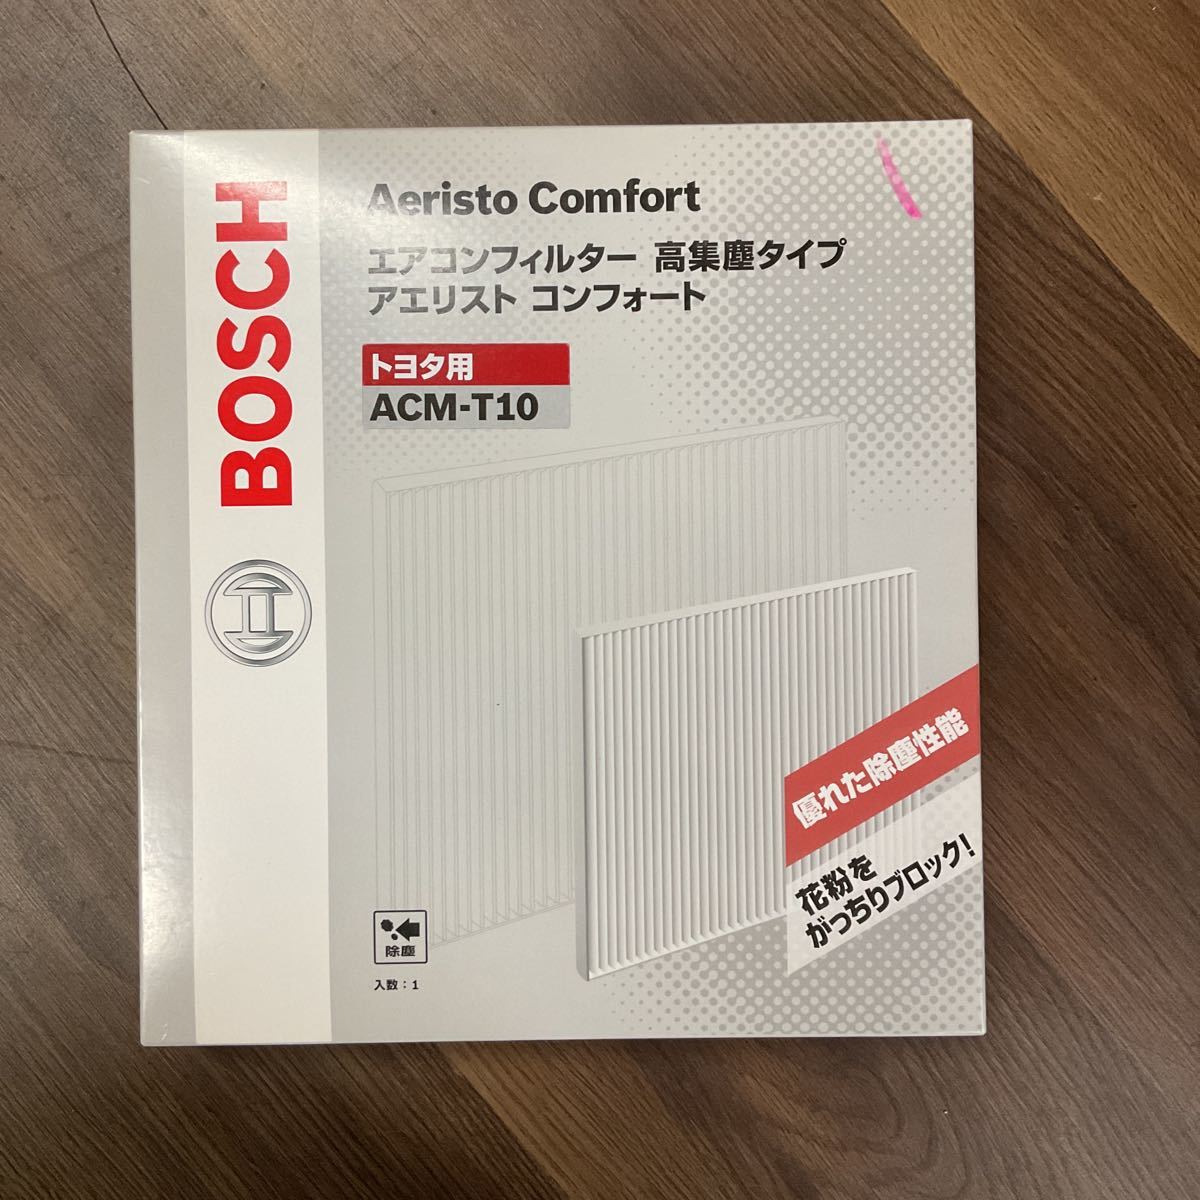 BOSCH
Aeristo Comfort
エアコンフィルター 高集塵タイプ
アエリスト コンフォート
トヨタ用
ACM-T10
優れた除塵性能
花粉を
がっちりブロック!
除塵
入数:1